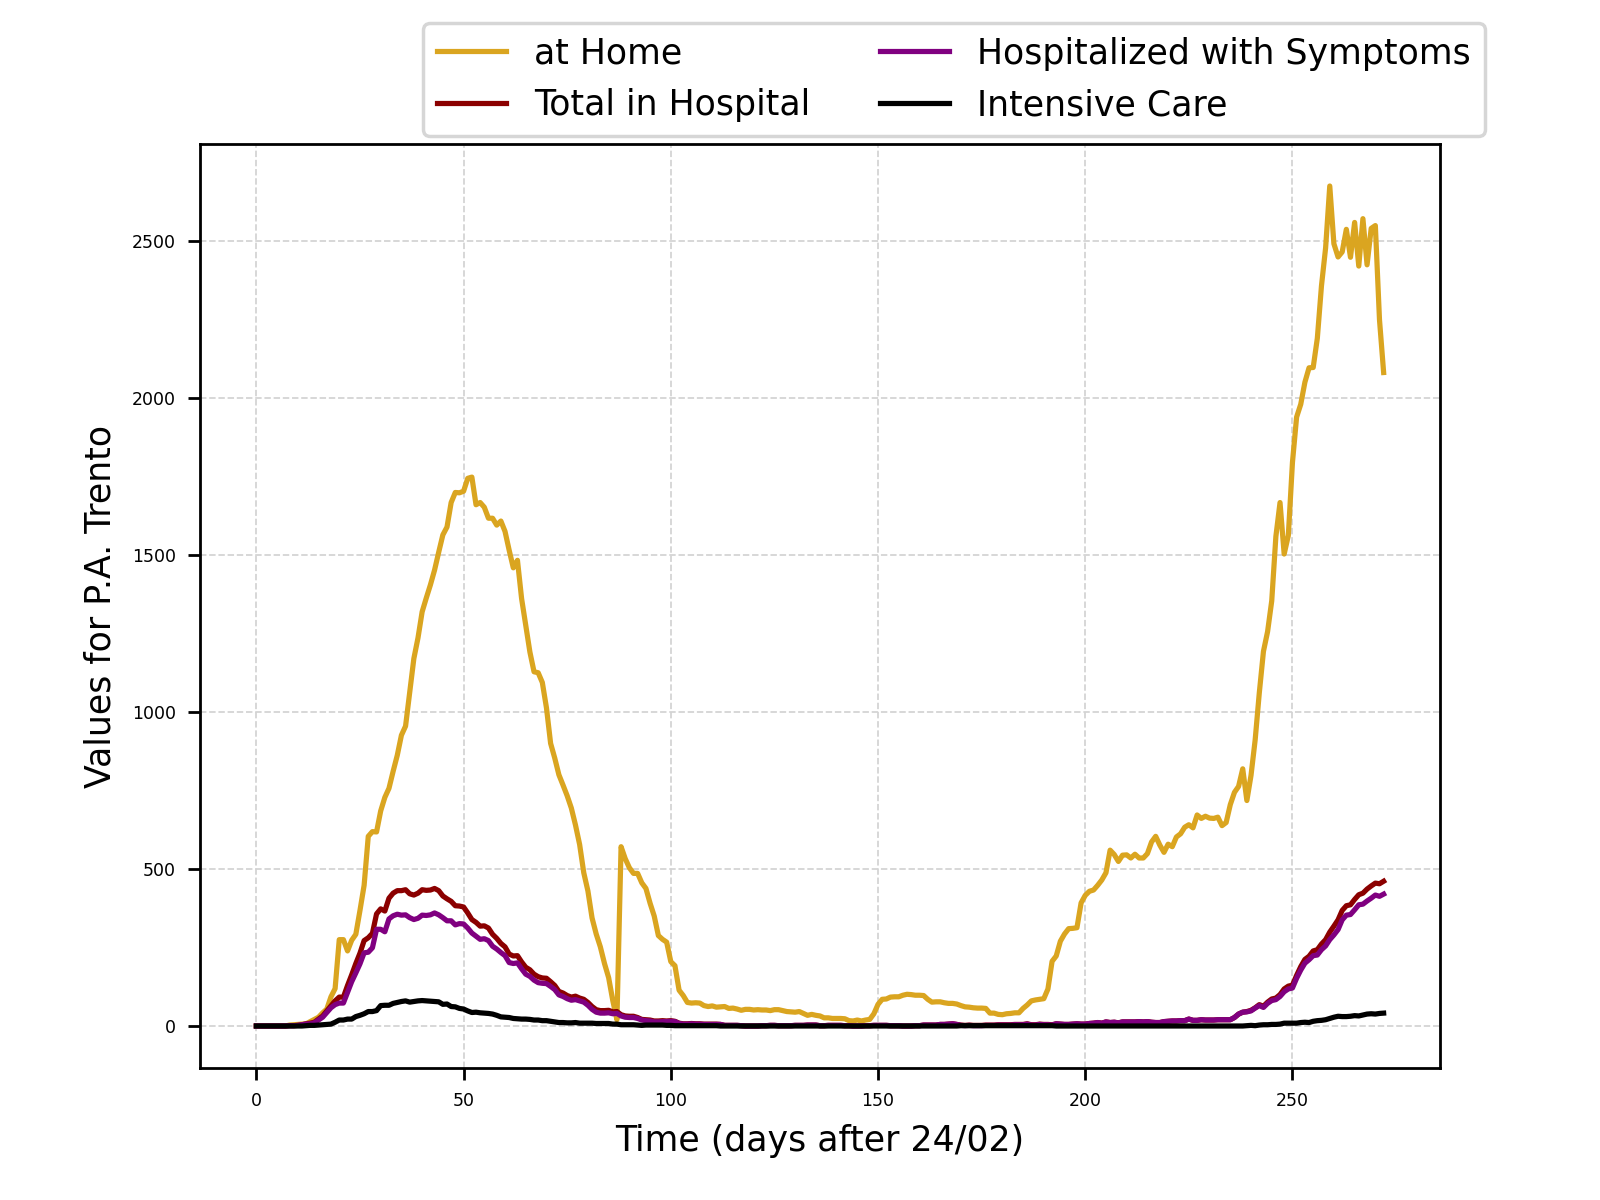 at Home
Total in Hospital
Hospitalized with Symptoms
Intensive Care
Values for P.A. Trento
2500
2000
1500
1000
500
0
0 50 100 150 200 250
Time (days after 24/02)